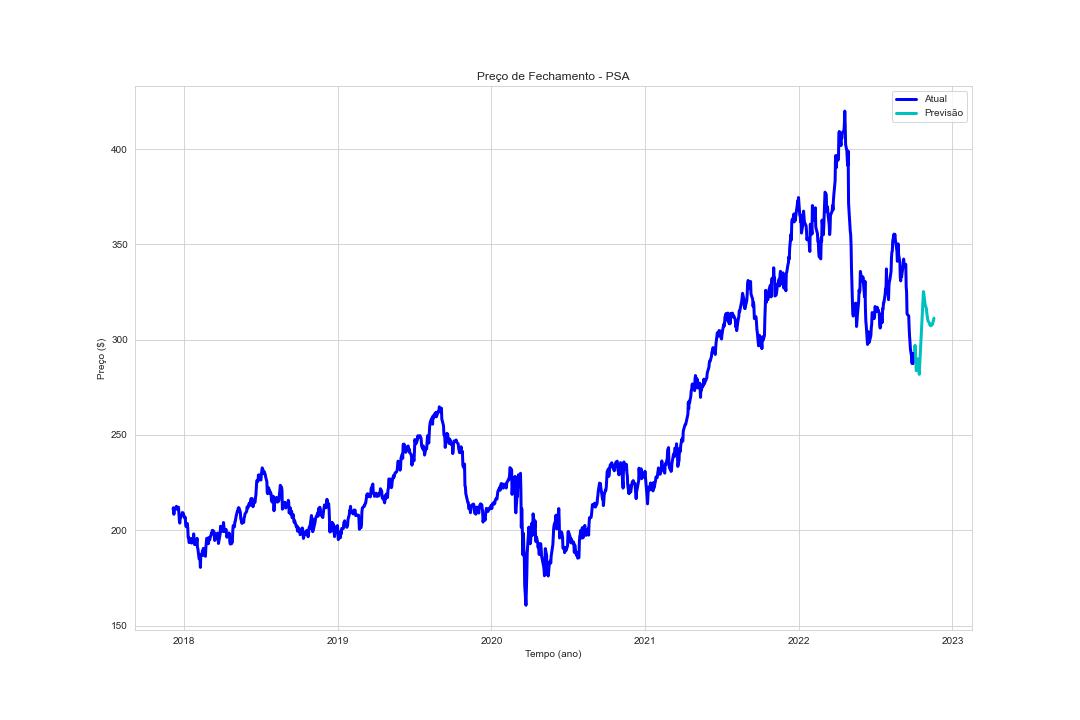 Preço de Fechamento - PSA
Atual
Previsão
Preço ($)
400
350
300
250
200
150
2018 2019 2020 2021 2022 2023
Tempo (ano)